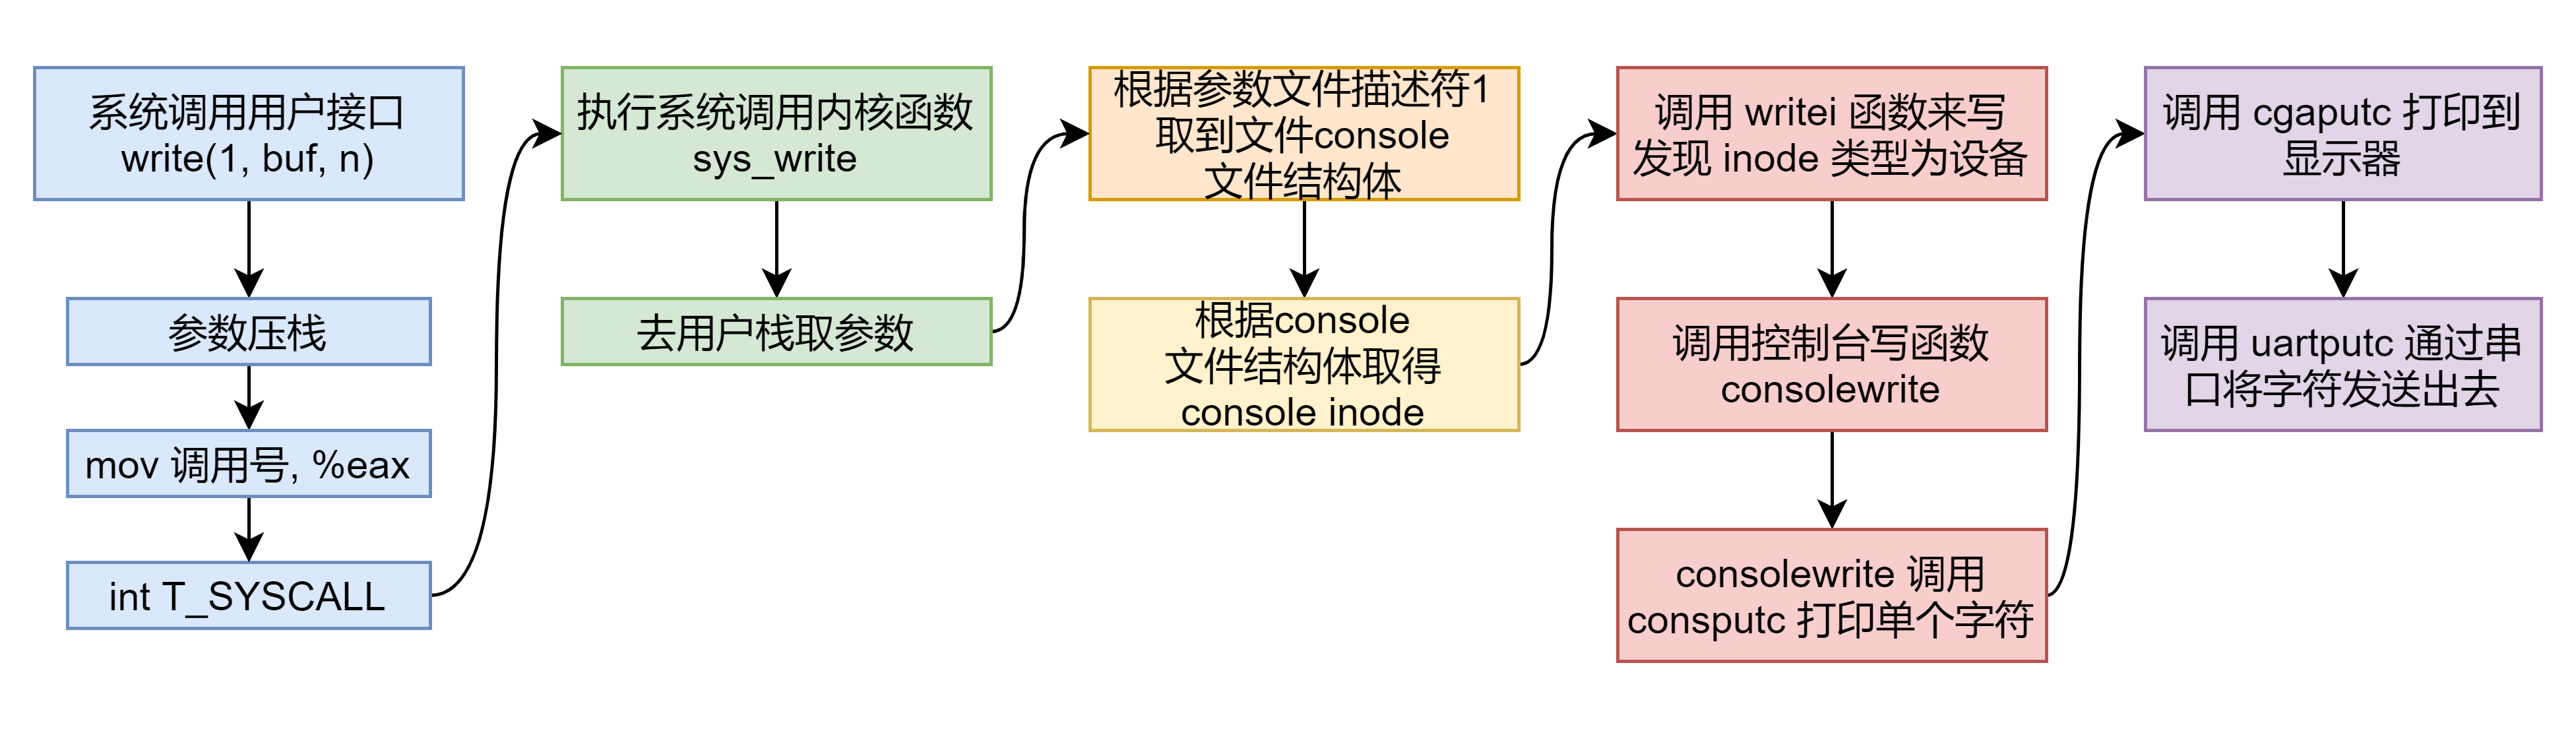 系统调用用户接口
write(1, buf, n)
参数压栈
mov 调用号, %eax
int T_SYSCALL
执行系统调用内核函数
sys_write
去用户栈取参数
根据参数文件描述符1
取到文件console
文件结构体
根据console
文件结构体取得
console inode
调用 writei 函数来写
发现 inode 类型为设备
调用控制台写函数
consolewrite
consolewrite 调用
consputc 打印单个字符
调用 cgaputc 打印到
显示器
调用 uartputc 通过串
口将字符发送出去